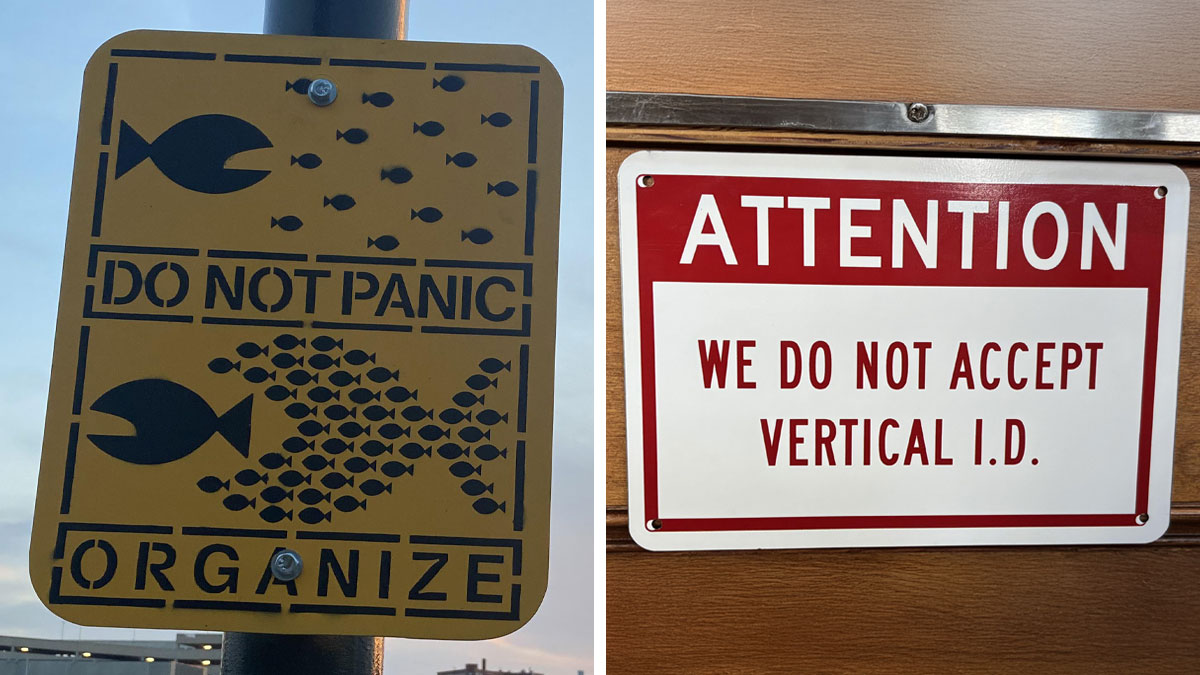 DO NOT PANIC
ORGANIZE
ATTENTION
WE DO NOT ACCEPT
VERTICAL I.D.